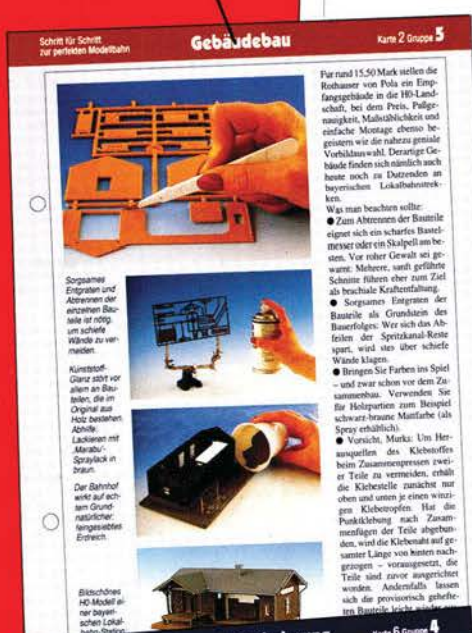 Schritt für Schritt
zur perfekten Modellbahn
Gebäudebau
Karte 2 Gruppe 5
Für rund 15,50 Mark stellen die
Rothauser von Pola ein Emp-
fangsgebäude in die H0-Land-
schaft, bei dem Preis, Paßge-
nauigkeit, Maßstäblichkeit und
einfache Montage ebenso be-
geistern wie die nahezu geniale
Vorbildauswahl. Derartige Ge-
bäude finden sich nämlich auch
heute noch zu Dutzenden an
bayerischen Lokalbahnstrek-
ken.
Was man beachten sollte:
● Zum Abtrennen der Bauteile
eignet sich ein scharfes Bastel-
messer oder ein Skalpell am be-
sten. Vor roher Gewalt sei ge-
warnt: Mehrere, sanft geführte
Schnitte führen eher zum Ziel
als brachiale Kraftentfaltung.
● Sorgsames Entgraten der
Bauteile als Grundstein des
Bauerfolges: Wer sich das Ab-
feilen der Spritzkanal-Reste
spart, wird stes über schiefe
Wände klagen.
● Bringen Sie Farben ins Spiel
– und zwar schon vor dem Zu-
sammenbau. Verwenden Sie
für Holzpartien zum Beispiel
schwarz-braune Mattfarbe (als
Spray erhältlich).
● Vorsicht, Murks: Um Her-
ausquellen des Klebstoffes
beim Zusammenpressen zwei-
er Teile zu vermeiden, erhält
die Klebestelle zunächst nur
oben und unten je einen winzi-
gen Klebetropfen. Hat die
Punktklebung nach Zusam-
menfügen der Teile abgebun-
den, wird die Klebenaht auf ge-
samter Länge von hinten nach-
gezogen – vorausgesetzt, die
Teile sind zuvor ausgerichtet
worden. Andernfalls lassen
sich die provisorisch gehefte-
ten Bauteile leicht wieder
Sorgsames
Entgraten und
Abtrennen der
einzelnen Bau-
teile ist nötig,
um schiefe
Wände zu ver-
meiden.
Kunststoff-
Glanz stört vor
allem an Bau-
teilen, die im
Original aus
Holz bestehen.
Abhilfe:
Lackieren mit
„Marabu“-
Spraylack in
braun.
Der Bahnhof
wirkt auf ech-
tem Grund-
natürlicher:
feingesiebtes
Erdreich.
Bildschönes
H0-Modell ei-
ner bayeri-
schen Lokal-
bahn-Station
Karte 6 Gruppe 4